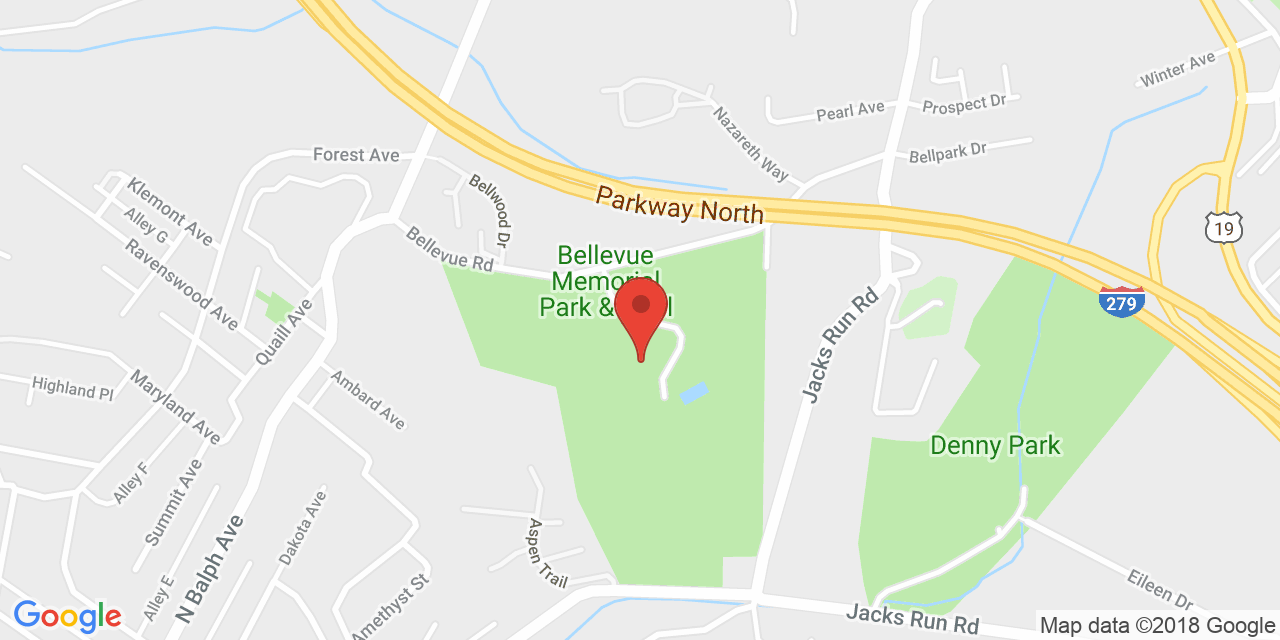 Winter Ave
Pearl Ave
Prospect Dr
Nazareth Way
Bellpark Dr
Forest Ave
Klemont Ave
Bellwood Dr
Parkway North
Alley G
19
Bellevue Rd
Ravenswood Ave
Bellevue
Memorial
Park &
279
Quaill Ave
Jacks Run Rd
Highland Pl
Maryland Ave
Ambard Ave
Denny Park
Alley F
Summit Ave
Dakota Ave
N Balph Ave
Aspen Trail
Alley E
Amethyst St
Eileen Dr
Jacks Run Rd
Google
Map data ©2018 Google